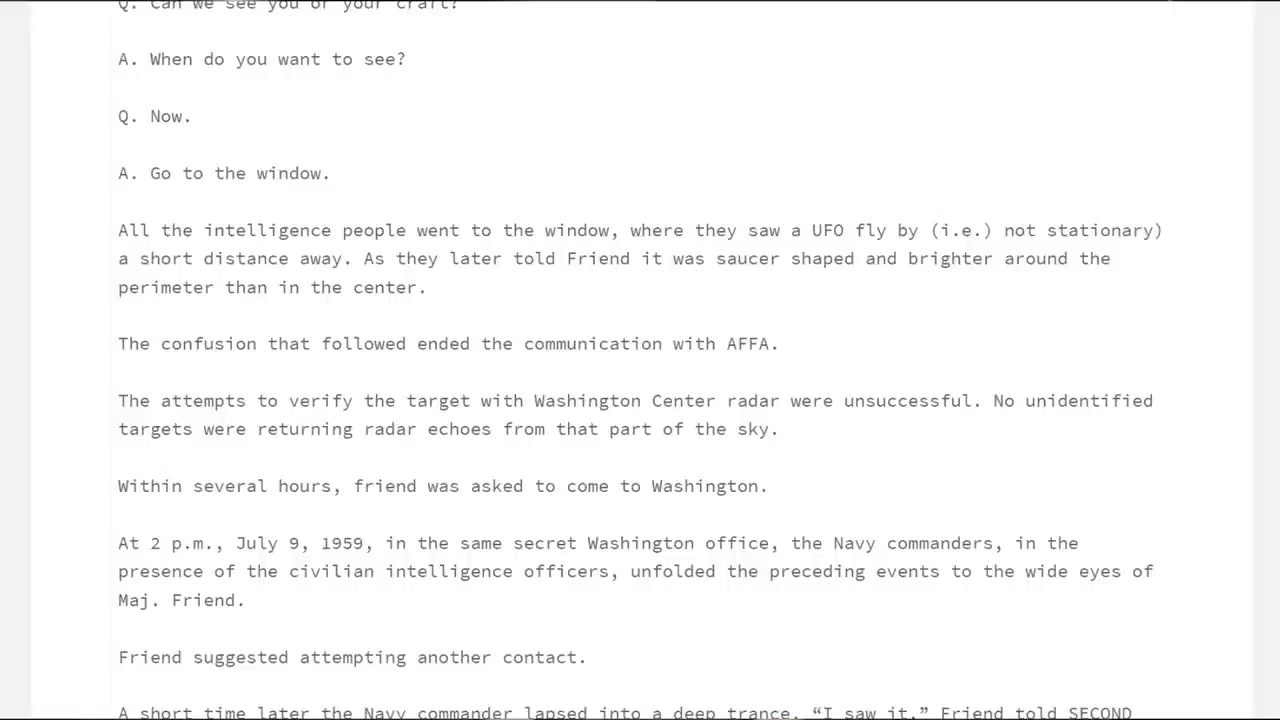 Q. Can we see you or your craft?
A. When do you want to see?
Q. Now.
A. Go to the window.
All the intelligence people went to the window, where they saw a UFO fly by (i.e.) not stationary)
a short distance away. As they later told Friend it was saucer shaped and brighter around the
perimeter than in the center.
The confusion that followed ended the communication with AFFA.
The attempts to verify the target with Washington Center radar were unsuccessful. No unidentified
targets were returning radar echoes from that part of the sky.
Within several hours, friend was asked to come to Washington.
At 2 p.m., July 9, 1959, in the same secret Washington office, the Navy commanders, in the
presence of the civilian intelligence officers, unfolded the preceding events to the wide eyes of
Maj. Friend.
Friend suggested attempting another contact.
A short time later the Navy commander lapsed into a deep trance. “I saw it,” Friend told SECOND